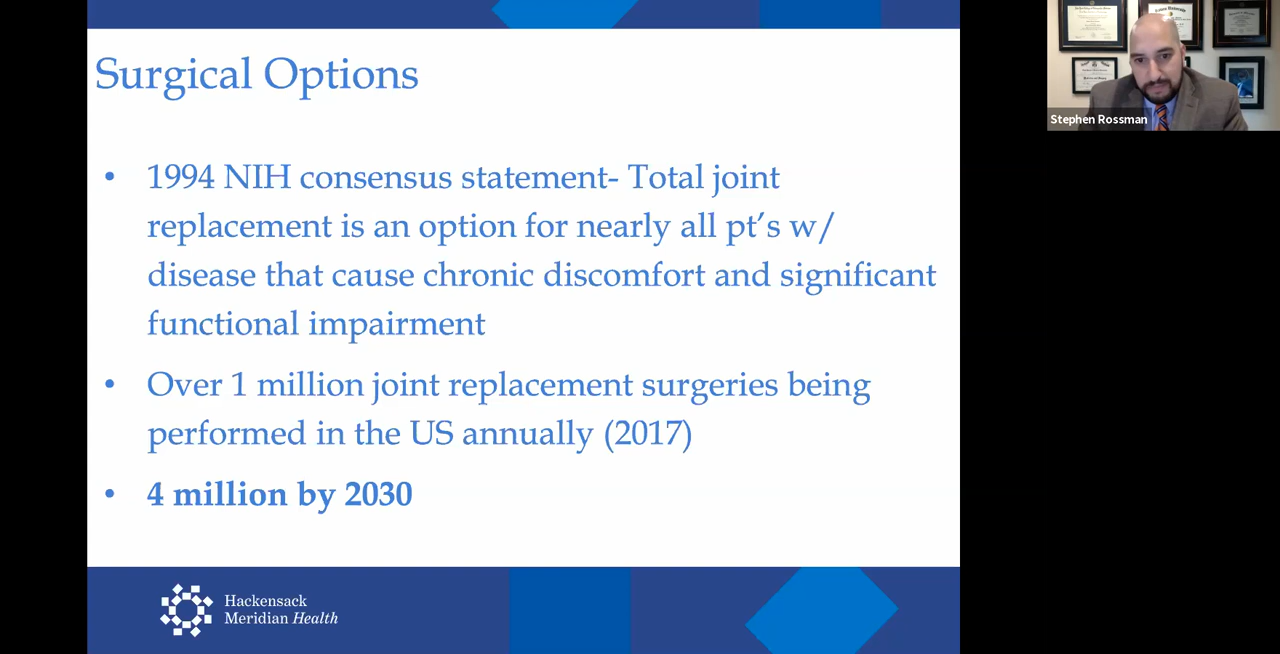 Surgical Options
• 1994 NIH consensus statement- Total joint
replacement is an option for nearly all pt's w/
disease that cause chronic discomfort and significant
functional impairment
• Over 1 million joint replacement surgeries being
performed in the US annually (2017)
• 4 million by 2030
Hackensack
Meridian Health
Stephen Rossman